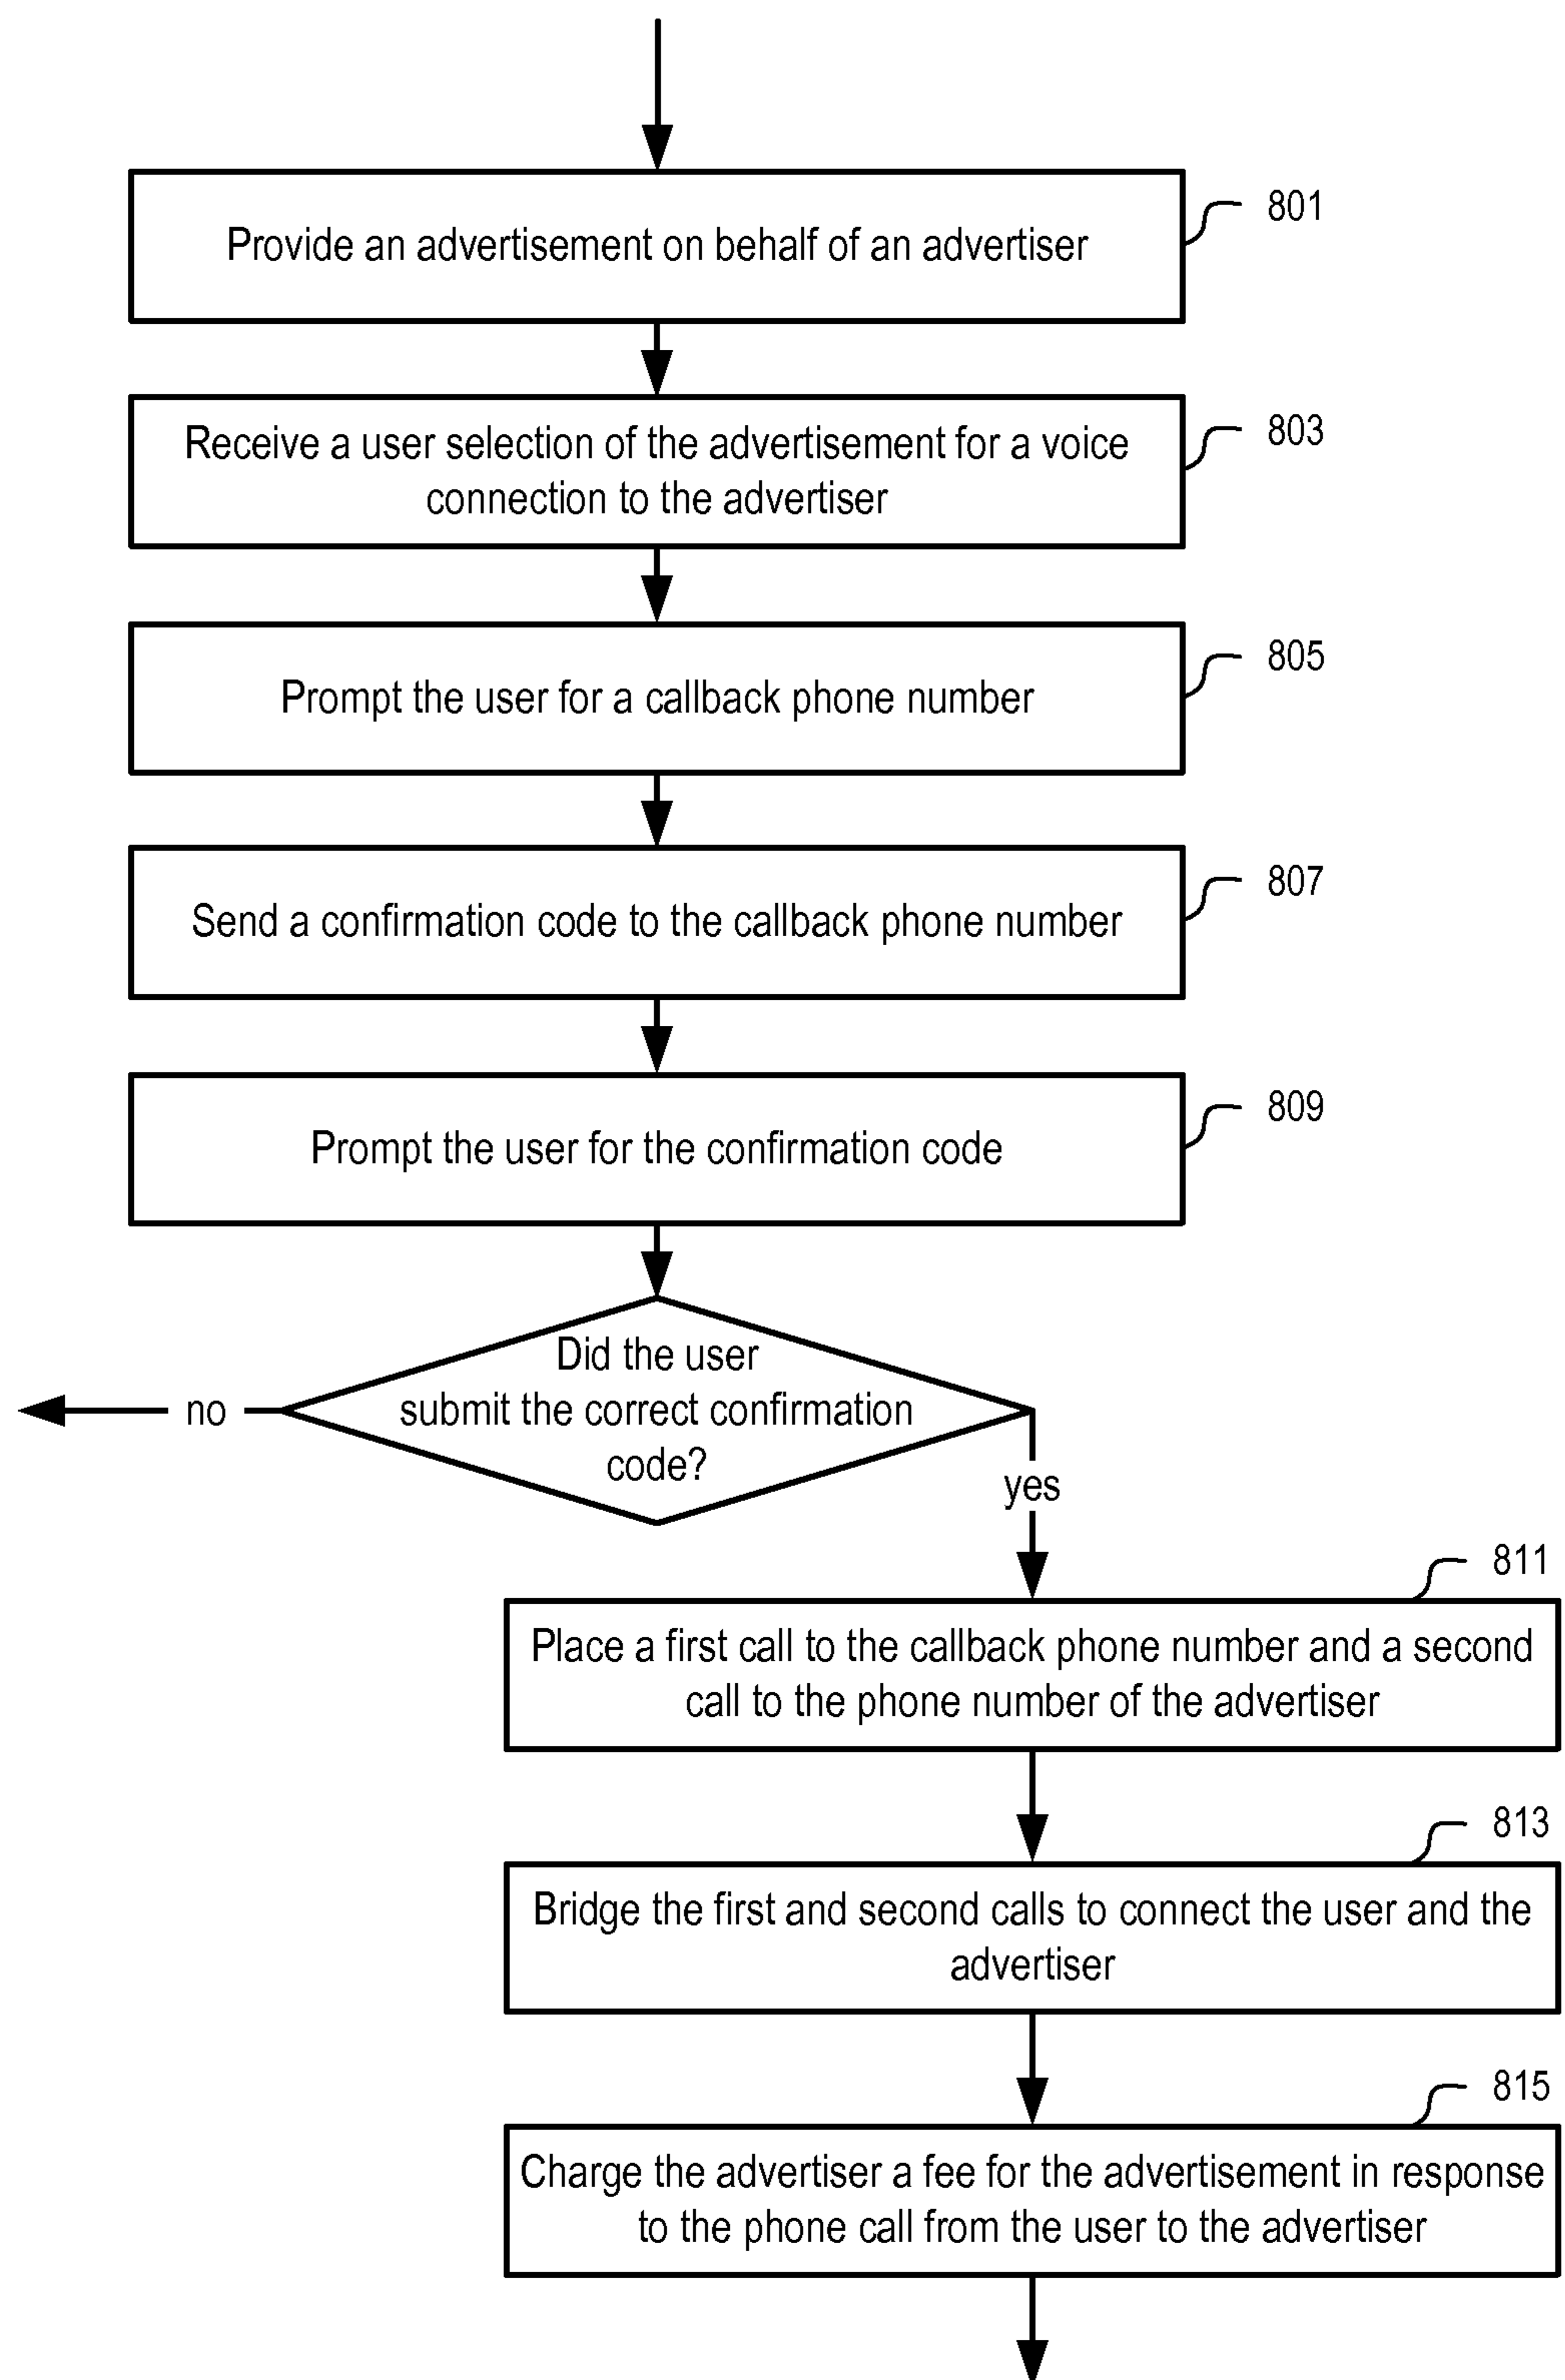 801
Provide an advertisement on behalf of an advertiser
803
Receive a user selection of the advertisement for a voice
connection to the advertiser
805
Prompt the user for a callback phone number
807
Send a confirmation code to the callback phone number
809
Prompt the user for the confirmation code
Did the user
submit the correct confirmation
code?
no
yes
811
Place a first call to the callback phone number and a second
call to the phone number of the advertiser
813
Bridge the first and second calls to connect the user and the
advertiser
815
Charge the advertiser a fee for the advertisement in response
to the phone call from the user to the advertiser